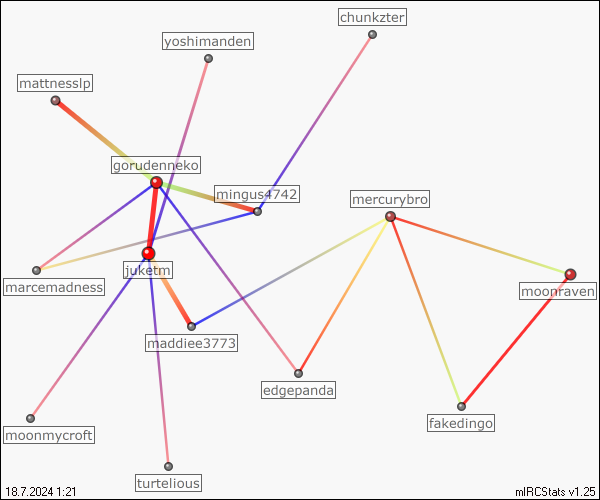 chunkzter
yoshimanden
mattnesslp
gorudenneko
mingus4742
mercurybro
juketm
marcemadness
moonraven
maddiee3773
edgepanda
fakedingo
moonmycroft
turtelious
18.7.2024 1:21
mIRCStats v1.25